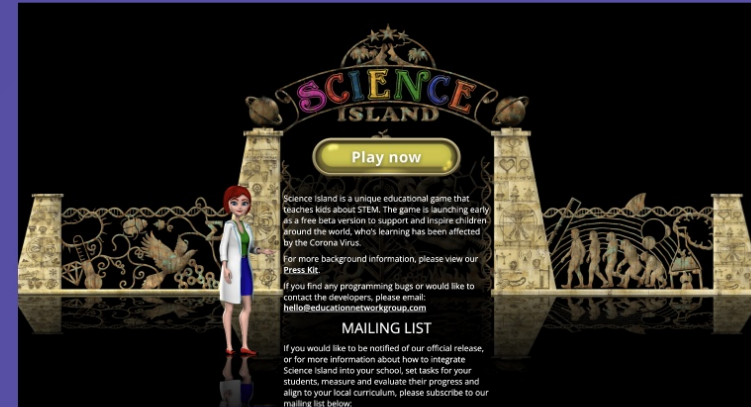 SCIENCE
ISLAND
Play now
Science Island is a unique educational game that
teaches kids about STEM. The game is launching early
as a free beta version to support and inspire children
around the world, who's learning has been affected
by the Corona Virus.
For more background information, please view our
Press Kit.
If you find any programming bugs or would like to
contact the developers, please email:
hello@educationnetworkgroup.com
MAILING LIST
If you would like to be notified of our official release,
or for more information about how to integrate
Science Island into your school, set tasks for your
students, measure and evaluate their progress and
align to your local curriculum, please subscribe to our
mailing list below: